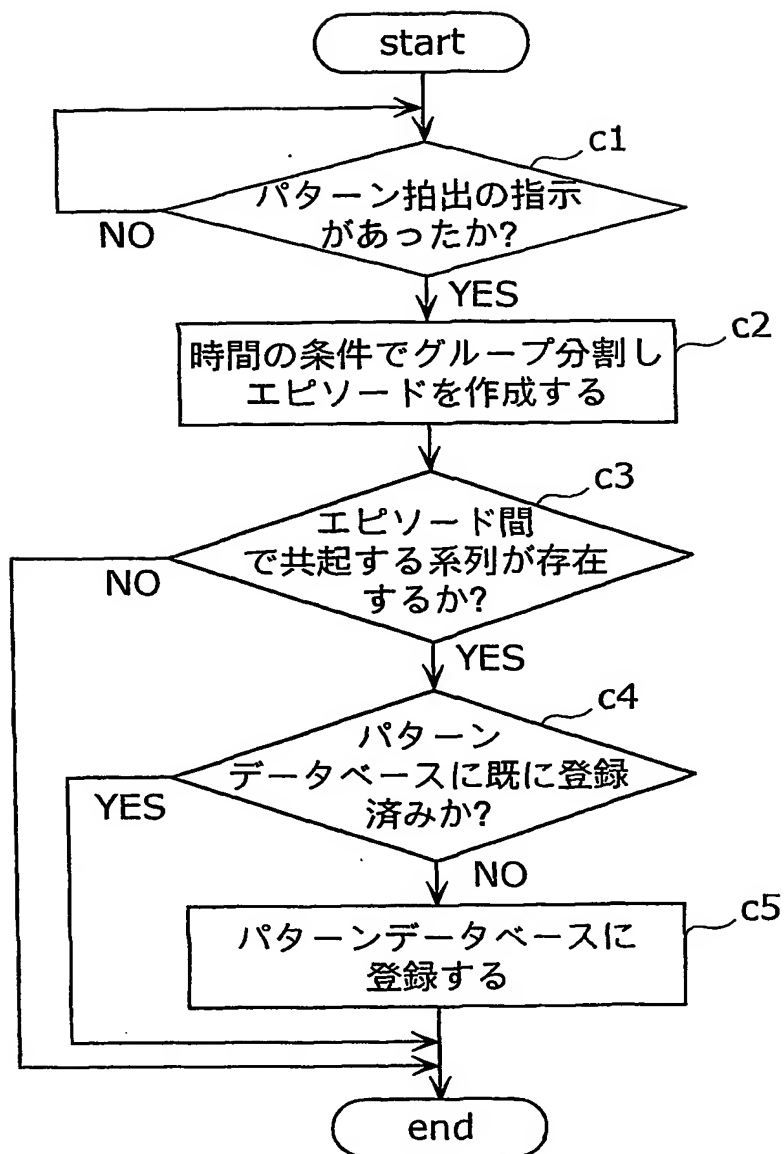 start
c1
パターン拍出の指示
があったか?
NO
YES
c2
時間の条件でグループ分割し
エピソードを作成する
c3
エピソード間
で共起する系列が存在
するか?
NO
YES
c4
パターン
データベースに既に登録
済みか?
YES
NO
c5
パターンデータベースに
登録する
end